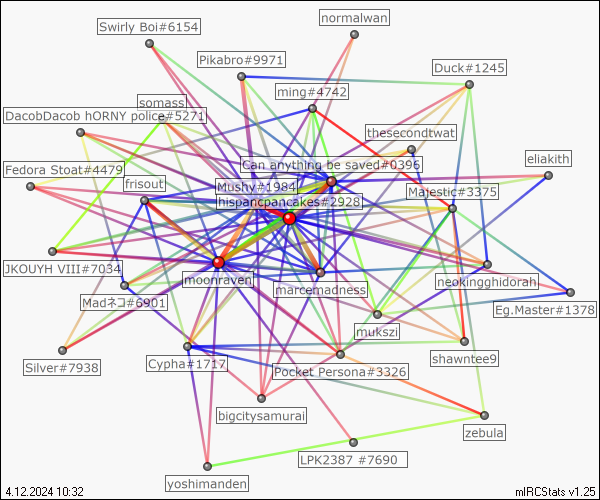 normalwan
Swirly Boi#6154
Pikabro#9971
Duck#1245
ming#4742
somass
DacobDacob hORNY police#5271
thesecondtwat
eliakith
Can anything be saved#0396
Fedora Stoat#4479
frisout
Mushy#1984
Majestic#3375
hispancpancakes#2928
JKOUYH VIII#7034
moonraven
marcemadness
neokingghidorah
Madネコ#6901
Eg.Master#1378
mukszi
Silver#7938
Cypha#1717
Pocket Persona#3326
shawntee9
bigcitysamurai
zebula
LPK2387 #7690
yoshimanden
4.12.2024 10:32
mIRCStats v1.25